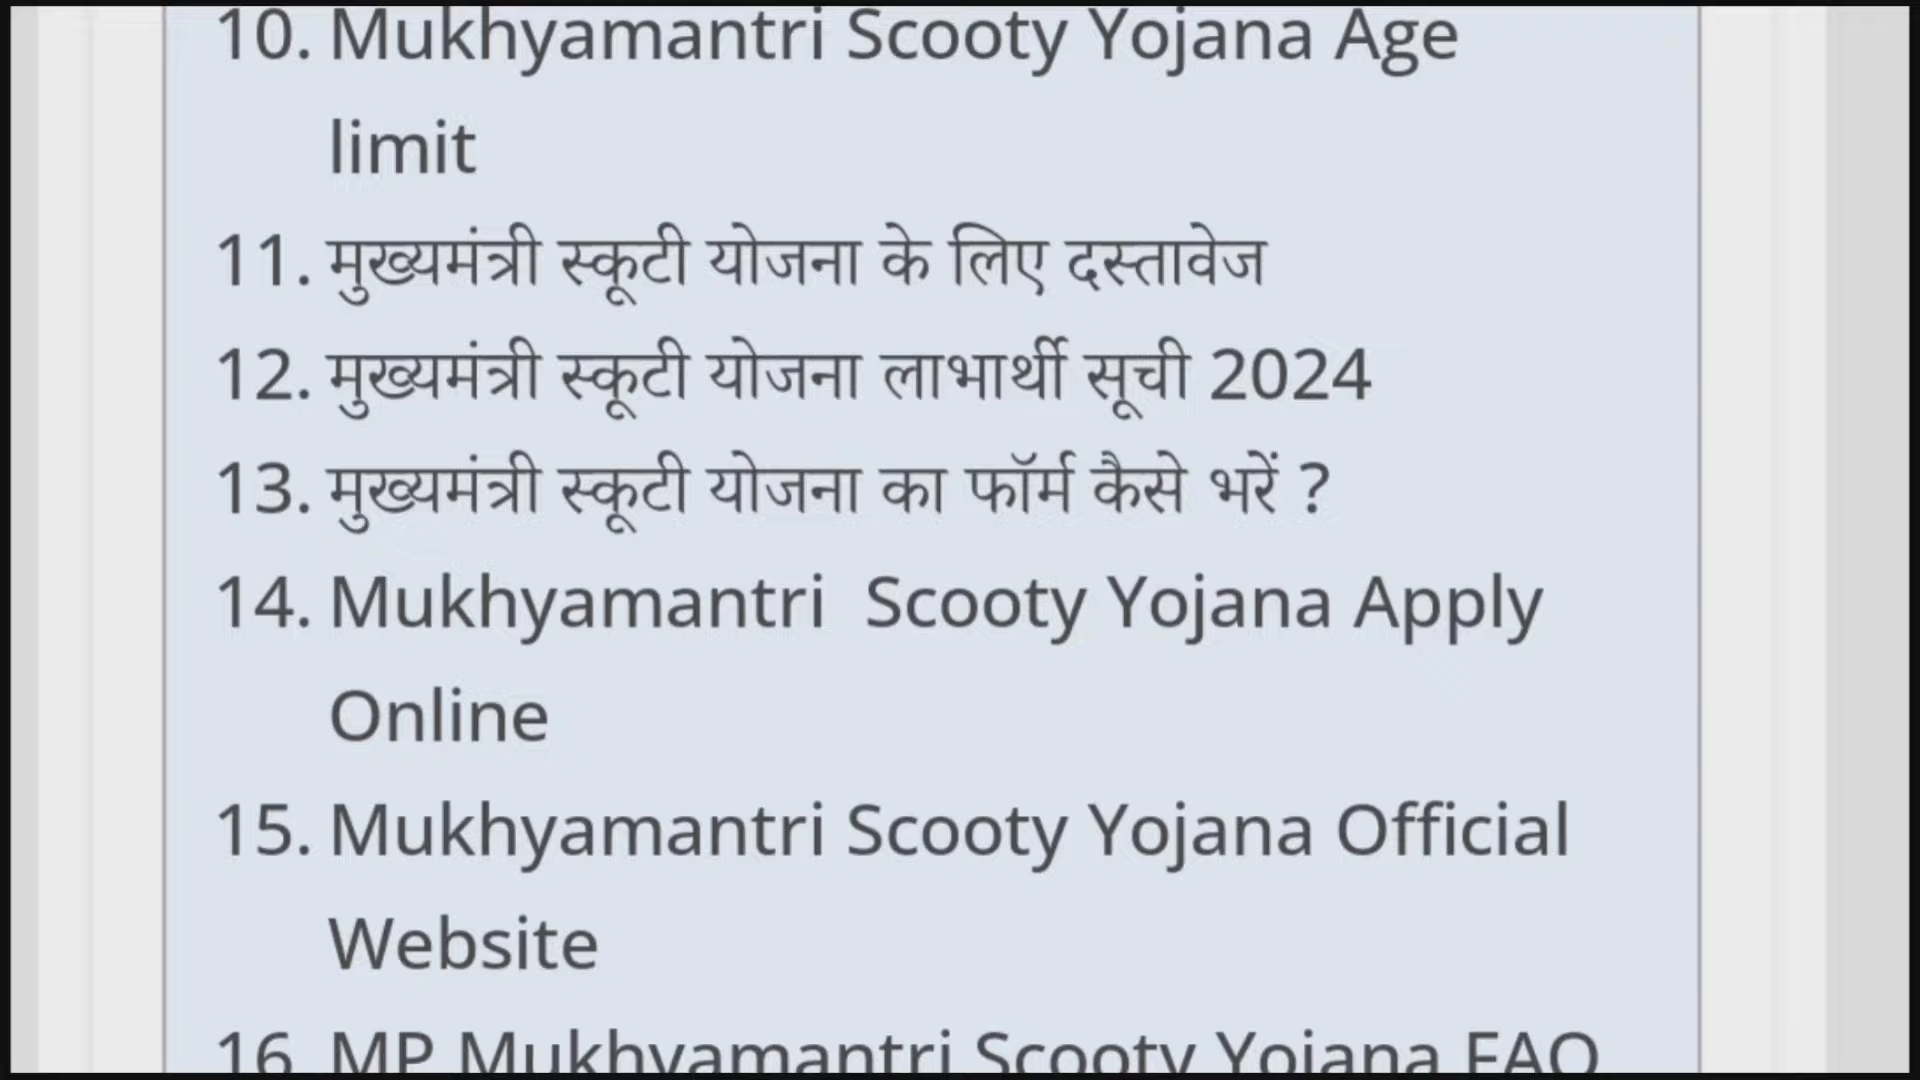 10. Mukhyamantri Scooty Yojana Age
limit
11. मुख्यमंत्री स्कूटी योजना के लिए दस्तावेज
12. मुख्यमंत्री स्कूटी योजना लाभार्थी सूची 2024
13. मुख्यमंत्री स्कूटी योजना का फॉर्म कैसे भरें ?
14. Mukhyamantri  Scooty Yojana Apply
Online
15. Mukhyamantri Scooty Yojana Official
Website
16. MP Mukhyamantri Scooty Yojana FAQ